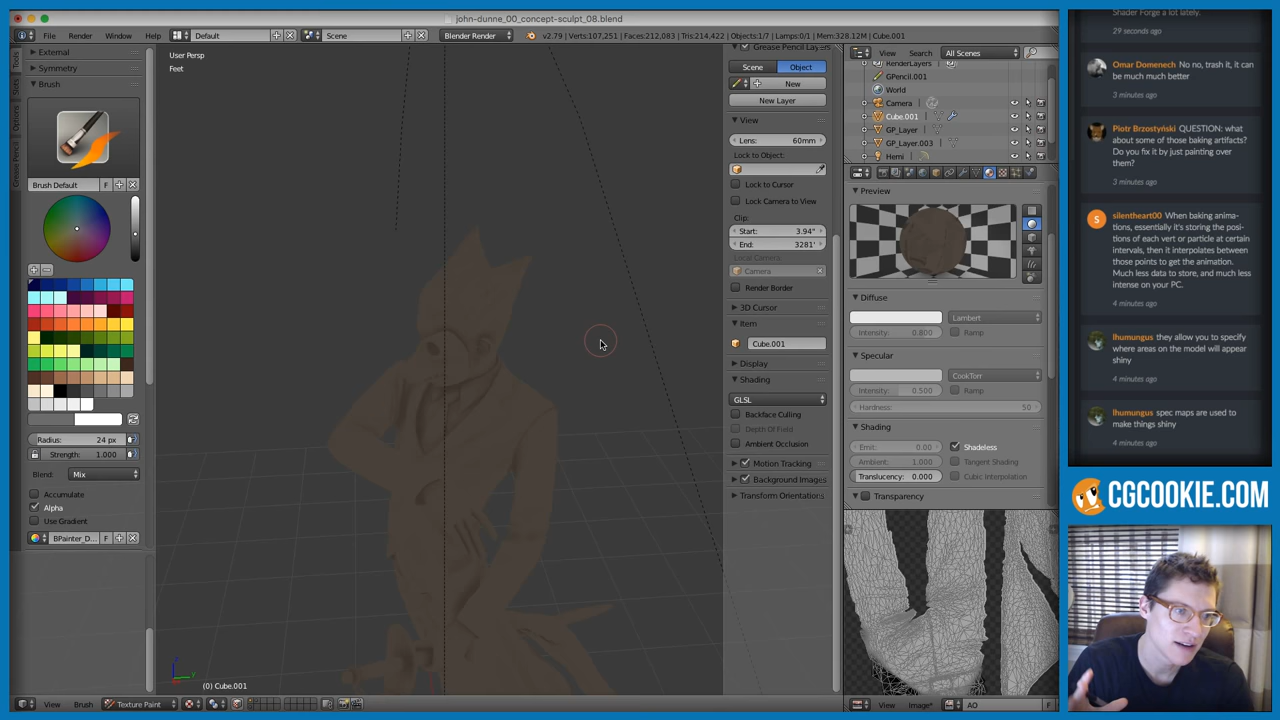 john-dunne_00_concept-sculpt_08.blend
File
Render
Window
Help
Default
Scene
Blender Render
v2.79 | Verts:107,251 | Faces:212,083 | Tris:214,422 | Objects:1/7 | Lamps:0/1 | Mem:328.12M | Cube.001
External
Symmetry
Brush
Brush Default
F
Radius:
24 px
Strength:
1.000
Blend:
Mix
Accumulate
Alpha
Use Gradient
BPainter_D...
F
Tools
Slots
Options
Grease Pencil
User Persp
Feet
(0) Cube.001
View
Brush
Texture Paint
Grease Pencil Layers
Scene
Object
New
New Layer
View
Lens:
60mm
Lock to Object:
Lock to Cursor
Lock Camera to View
Clip:
Start:
3.94"
End:
3281'
Local Camera:
Camera
Render Border
3D Cursor
Item
Cube.001
Display
Shading
GLSL
Backface Culling
Depth Of Field
Ambient Occlusion
Motion Tracking
Background Images
Transform Orientations
View
Search
All Scenes
RenderLayers
GPencil.001
World
Camera
Cube.001
GP_Layer
GP_Layer.003
Hemi
Preview
Diffuse
Lambert
Intensity:
0.800
Ramp
Specular
CookTorr
Intensity:
0.500
Ramp
Hardness:
50
Shading
Emit:
0.00
Shadeless
Ambient:
1.000
Tangent Shading
Translucency:
0.000
Cubic Interpolation
Transparency
View
Image*
AO
F
Shader Forge a lot lately.
29 seconds ago
Omar Domenech No no, trash it, it can
be much much better
3 minutes ago
Piotr Brzostyński QUESTION: what
about some of those baking artifacts?
Do you fix it by just painting over
them?
3 minutes ago
S
silentheart00 When baking anima-
tions, essentially it's storing the posi-
tions of each vert or particle at certain
intervals, then it interpolates between
those points to get the animation.
Much less data to store, and much less
intense on your PC.
4 minutes ago
lhumungus they allow you to specify
where areas on the model will appear
shiny
4 minutes ago
lhumungus spec maps are used to
make things shiny
4 minutes ago
CGCOOKIE.COM